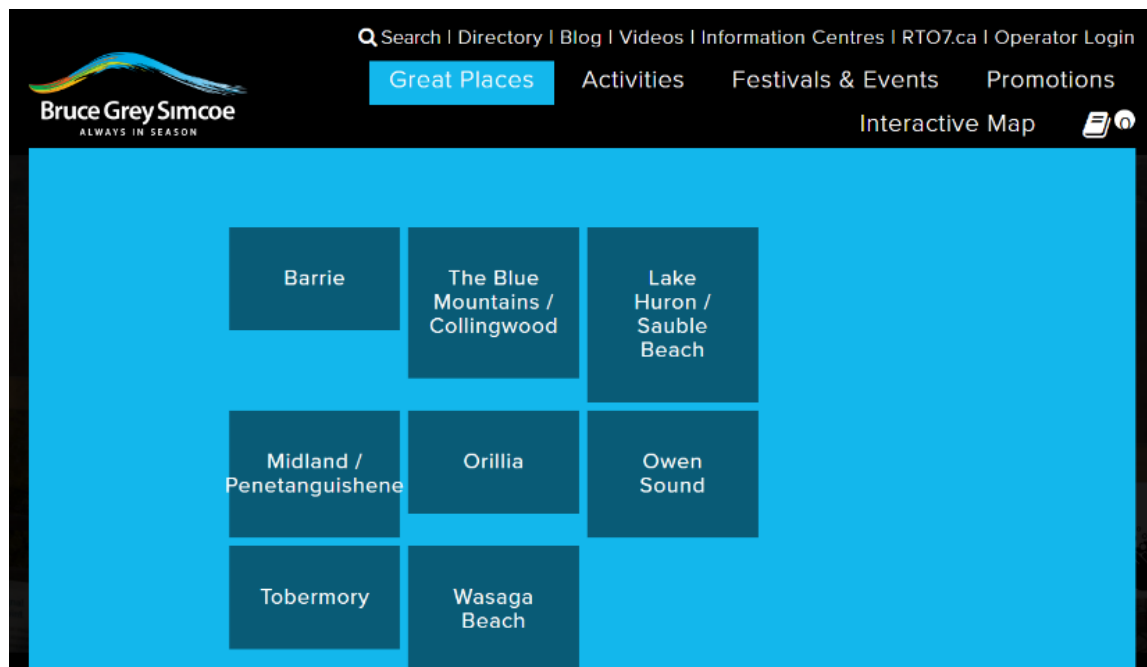 Search | Directory | Blog | Videos | Information Centres | RTO7.ca | Operator Login
Great Places Activities Festivals & Events Promotions
Bruce Grey Simcoe
ALWAYS IN SEASON
Interactive Map 0
Barrie
The Blue
Mountains /
Collingwood
Lake
Huron /
Sauble
Beach
Midland /
Penetanguishene
Orillia
Owen
Sound
Tobermory
Wasaga
Beach